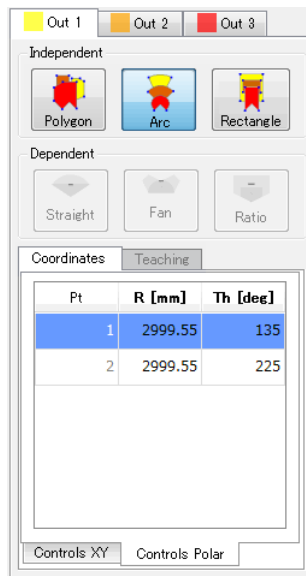 Out 1 Out 2 Out 3
Independent
Polygon Arc Rectangle
Dependent
Straight Fan Ratio
Coordinates Teaching
Pt R [mm] Th [deg]
1 2999.55 135
2 2999.55 225
Controls XY Controls Polar